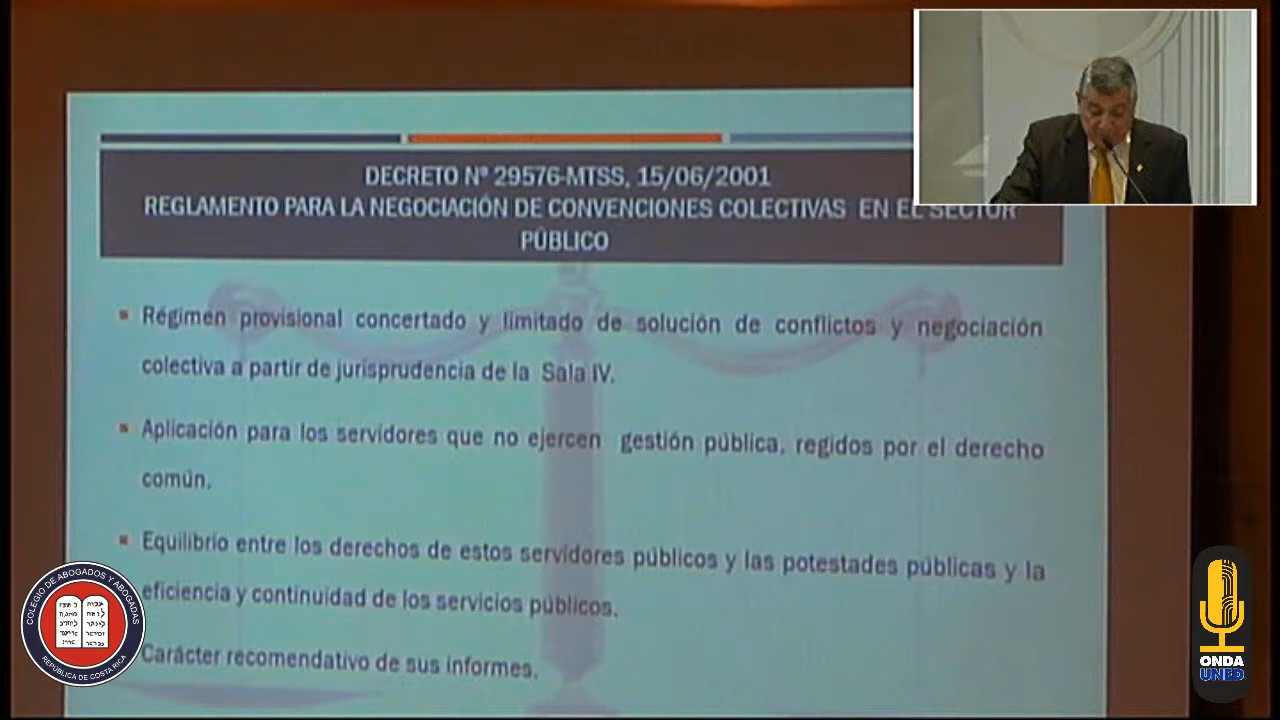 DECRETO Nº 29576-MTSS, 15/06/2001
REGLAMENTO PARA LA NEGOCIACIÓN DE CONVENCIONES COLECTIVAS EN EL SECTOR
PÚBLICO
Régimen provisional concertado y limitado de solución de conflictos y negociación
colectiva a partir de jurisprudencia de la Sala IV.
Aplicación para los servidores que no ejercen gestión pública, regidos por el derecho
común.
Equilibrio entre los derechos de estos servidores públicos y las potestades públicas y la
eficiencia y continuidad de los servicios públicos.
Carácter recomendativo de sus informes.
COLEGIO DE ABOGADOS Y ABOGADAS
REPÚBLICA DE COSTA RICA
ONDA
UNED